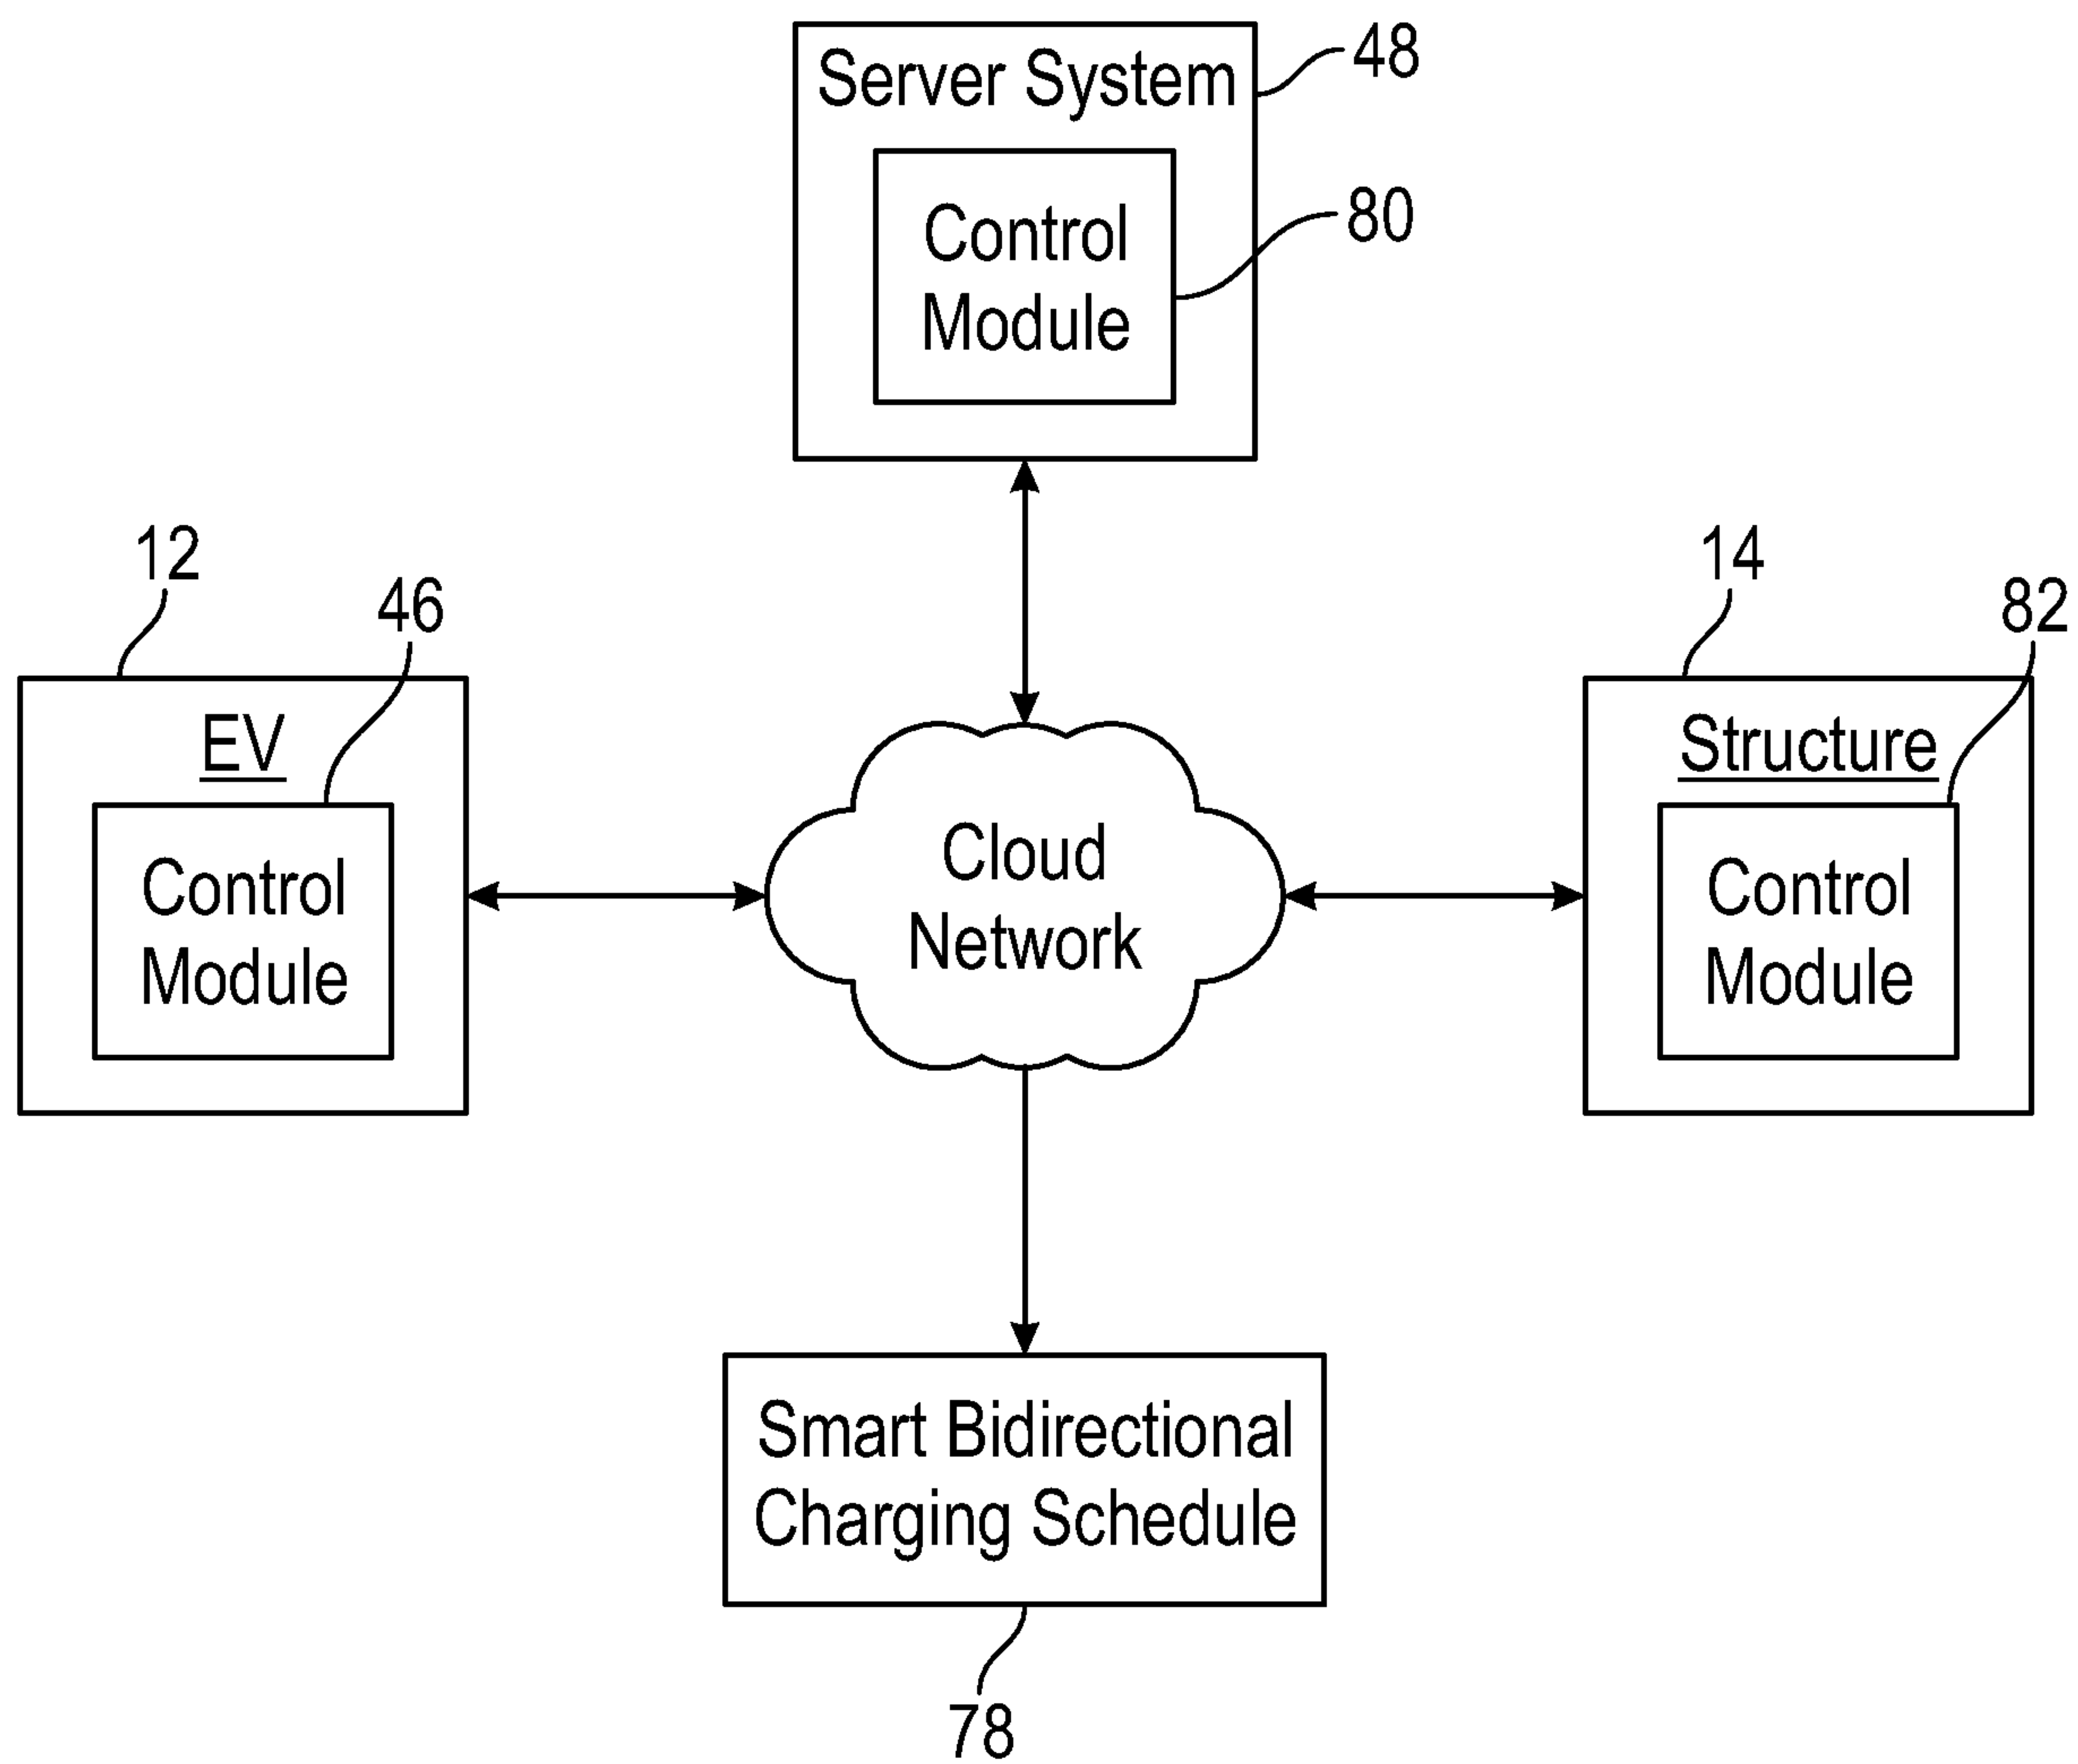 Server System
48
Control
Module
80
12
46
EV
Control
Module
Cloud
Network
14
82
Structure
Control
Module
Smart Bidirectional
Charging Schedule
78